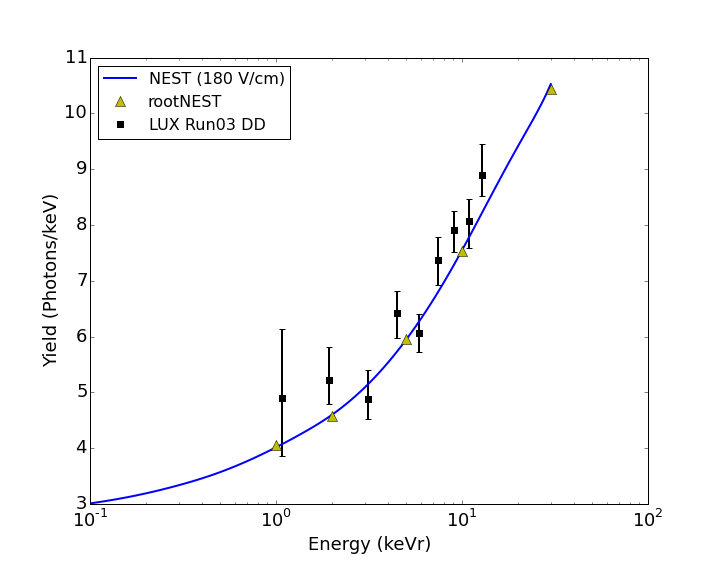 NEST (180 V/cm)
rootNEST
LUX Run03 DD
Yield (Photons/keV)
11
10
9
8
7
6
5
4
3
10^-1
10^0
10^1
10^2
Energy (keVr)